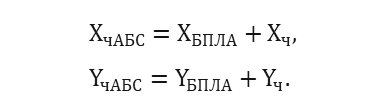 XчАБС = XБПЛА + Xч,
YчАБС = YБПЛА + Yч.